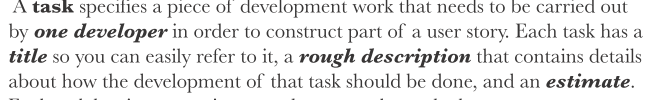 A task specifies a piece of development work that needs to be carried out
by one developer in order to construct part of a user story. Each task has a
title so you can easily refer to it, a rough description that contains details
about how the development of that task should be done, and an estimate.